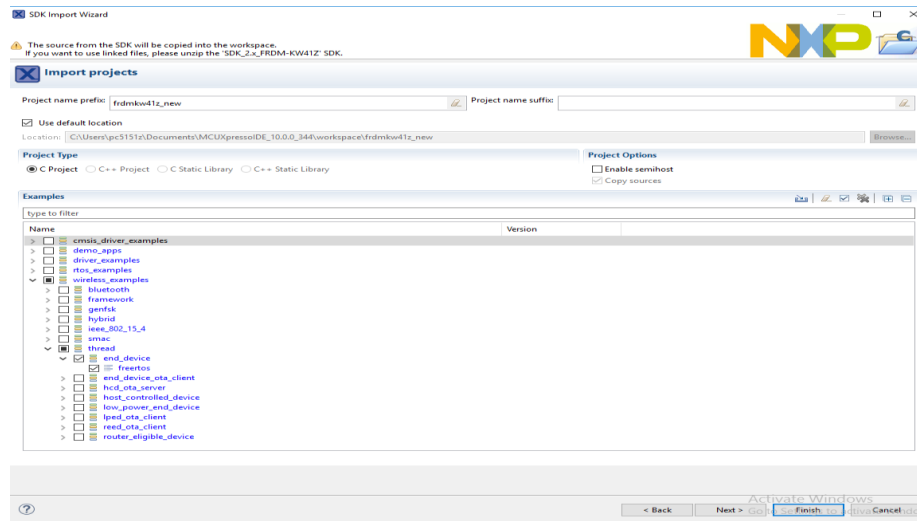 SDK Import Wizard
The source from the SDK will be copied into the workspace.
If you want to use linked files, please unzip the 'SDK_2.x_FRDM-KW41Z' SDK.
NXP
Import projects
Project name prefix: frdmkw41z_new Project name suffix:
Use default location
Location: C:\Users\pc5151z\Documents\MCUXpressoIDE_10.0.0_344\workspace\frdmkw41z_new Browse...
Project Type Project Options
C Project C++ Project C Static Library C++ Static Library Enable semihost
Copy sources
Examples
type to filter
Name Version
cmsis_driver_examples
demo_apps
driver_examples
rtos_examples
wireless_examples
bluetooth
framework
genfsk
hybrid
ieee_802_15_4
smac
thread
end_device
freertos
end_device_ota_client
hcd_ota_server
host_controlled_device
low_power_end_device
lped_ota_client
reed_ota_client
router_eligible_device
Activate Windows
< Back Next > Finish Cancel